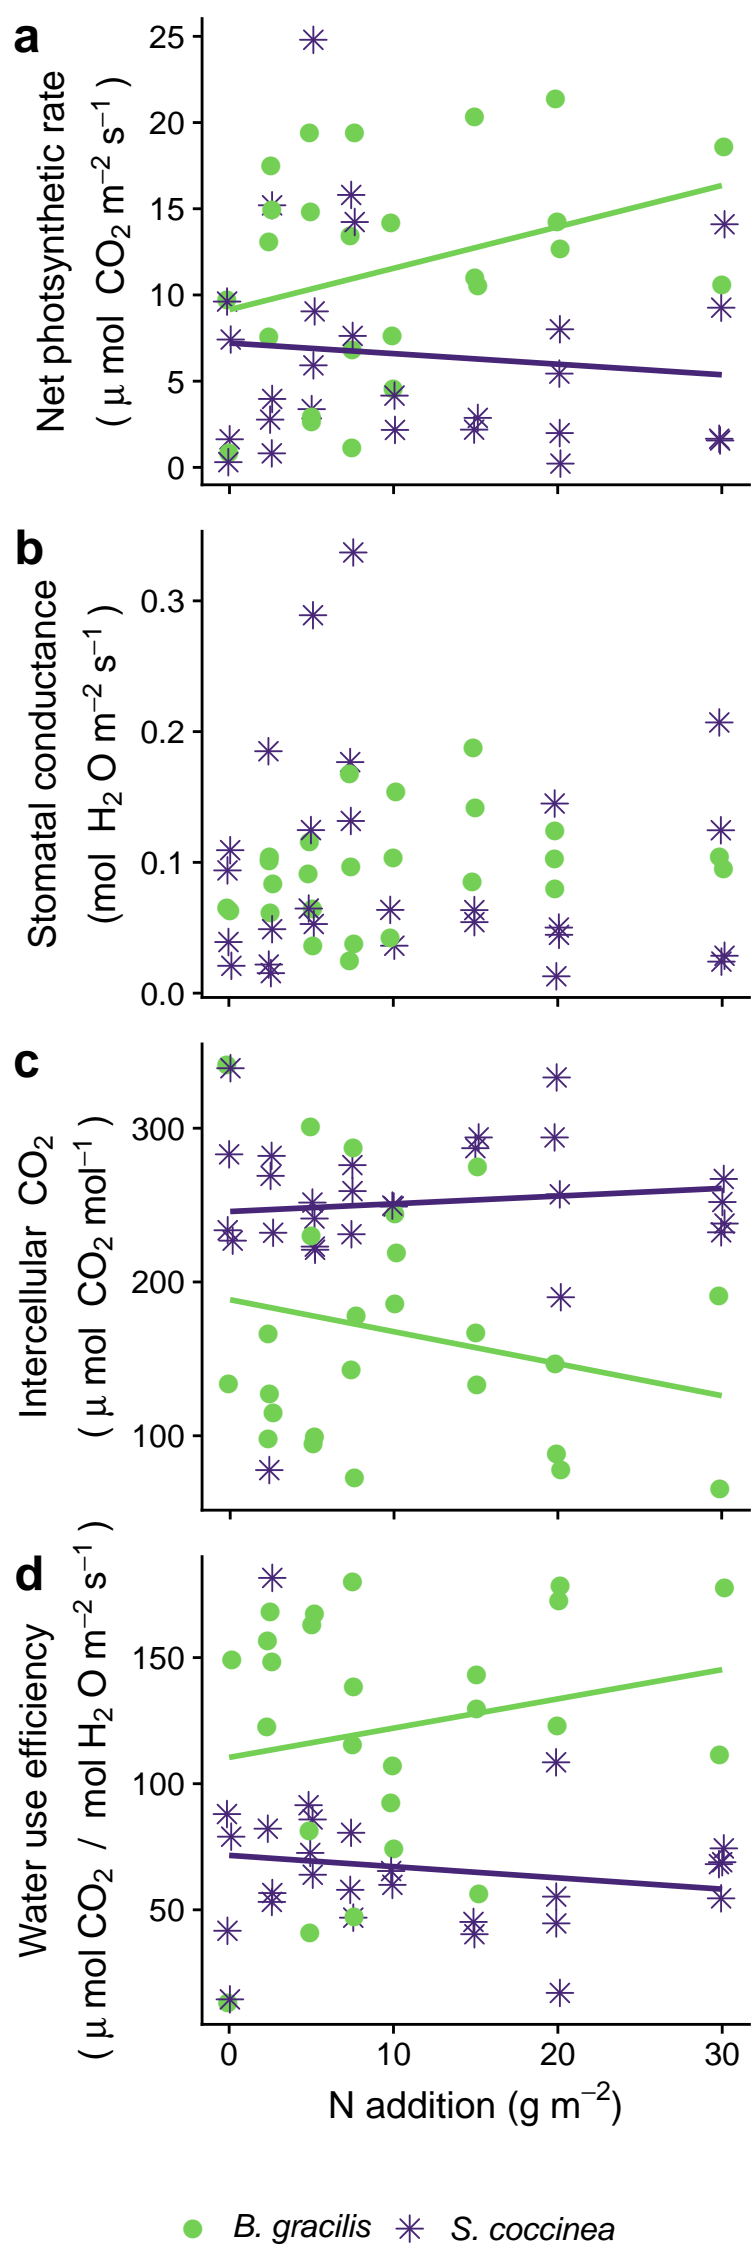 a
Net photsynthetic rate
( μ mol CO₂ m⁻² s⁻¹ )
25
20
15
10
5
0
b
Stomatal conductance
(mol H₂ O m⁻² s⁻¹ )
0.3
0.2
0.1
0.0
c
Intercellular CO₂
( μ mol CO₂ mol⁻¹ )
300
200
100
d
Water use efficiency
( μ mol CO₂ / mol H₂ O m⁻² s⁻¹ )
150
100
50
0 10 20 30
N addition (g m⁻²)
B. gracilis S. coccinea